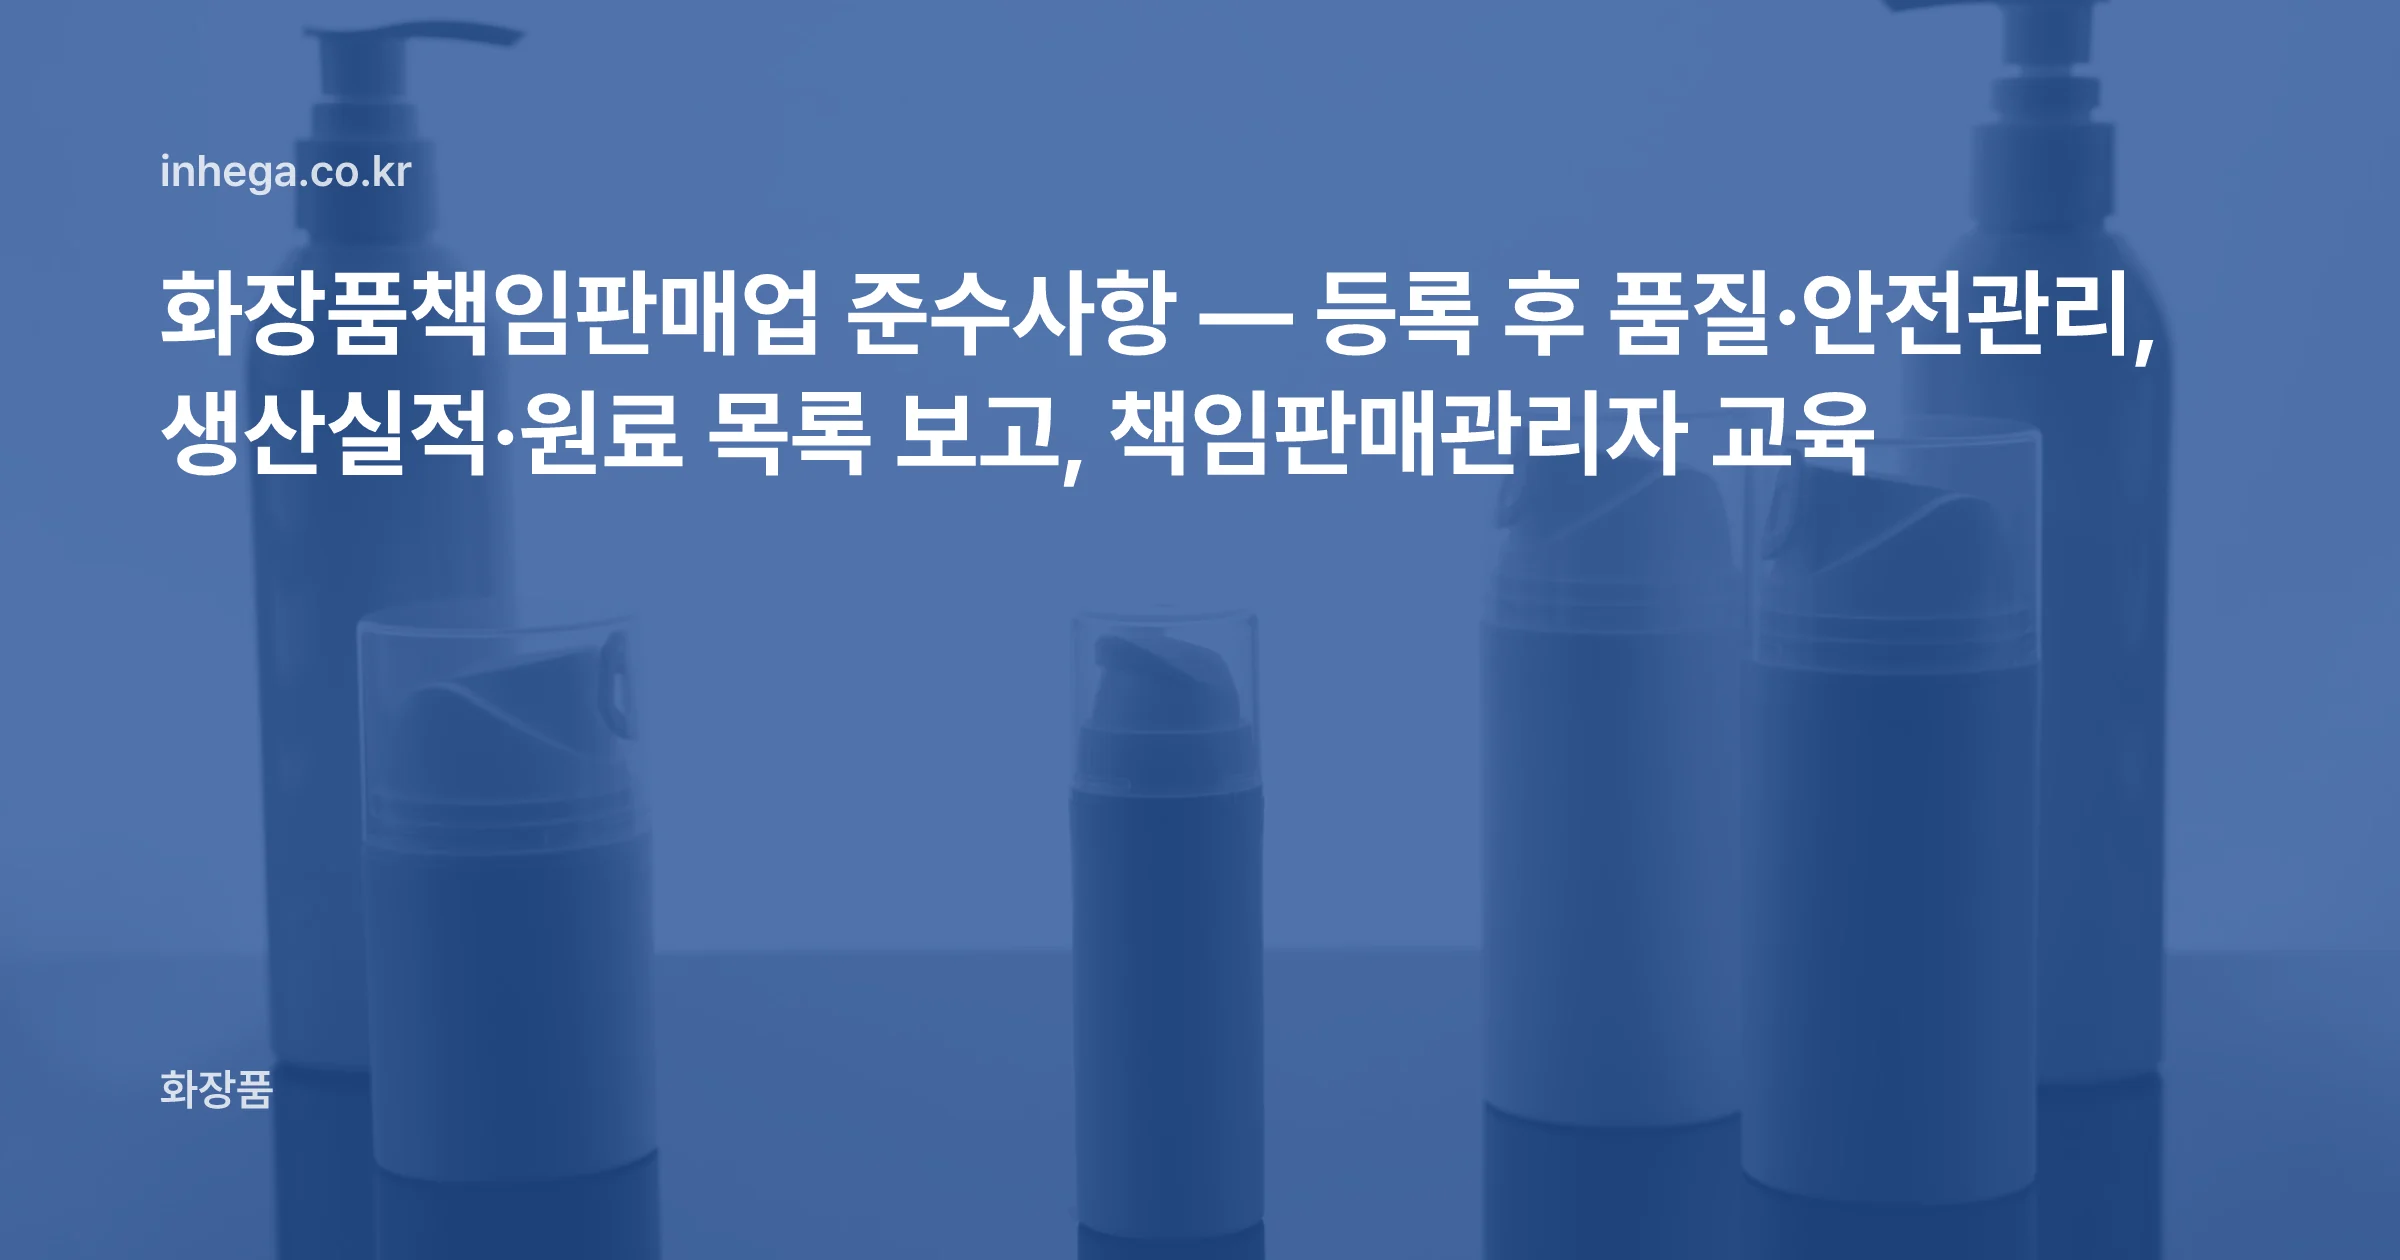 inhega.co.kr
화장품책임판매업 준수사항 — 등록 후 품질·안전관리,
생산실적·원료 목록 보고, 책임판매관리자 교육
화장품